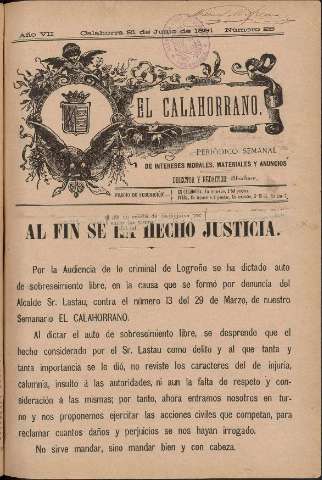 Año VII Calahorra 21 de Junio de 1891 Número 25
EL CALAHORRANO.
PERIÓDICO SEMANAL
DE INTERESES MORALES, MATERIALES Y ANUNCIOS
DIRECTOR Y REDACTOR
PRECIO DE SUSCRICIÓN
AL FIN SE HA HECHO JUSTICIA.
Por la Audiencia de lo criminal de Logroño se ha dictado auto
de sobreseimiento libre, en la causa que se formó por denuncia del
Alcalde Sr. Lastau, contra el número 13 del 29 de Marzo, de nuestro
Semanario EL CALAHORRANO.
Al dictar el auto de sobreseimiento libre, se desprende que el
hecho considerado por el Sr. Lastau como delito y al que tanta y
tanta importancia se le dió, no reviste los caracteres del de injuria,
calumnia, insulto á las autoridades, ni aun la falta de respeto y con-
sideración á las mismas; por tanto, ahora entramos nosotros en tur-
no y nos proponemos ejercitar las acciones civiles que competan, para
reclamar cuantos daños y perjuicios se nos hayan irrogado.
No sirve mandar, sino mandar bien y con cabeza.